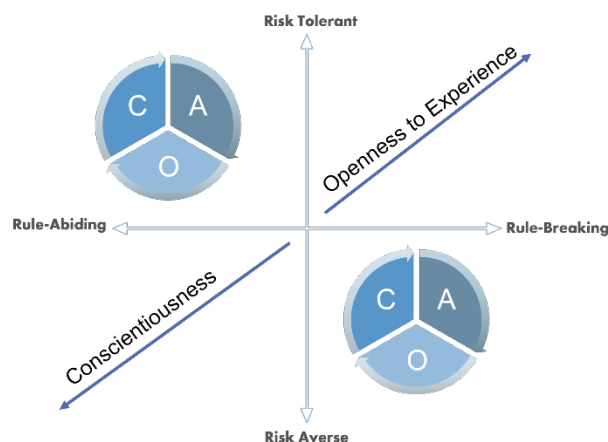 Risk Tolerant
C
A
O
Openness to Experience
Rule-Abiding
Rule-Breaking
Conscientiousness
C
A
O
Risk Averse